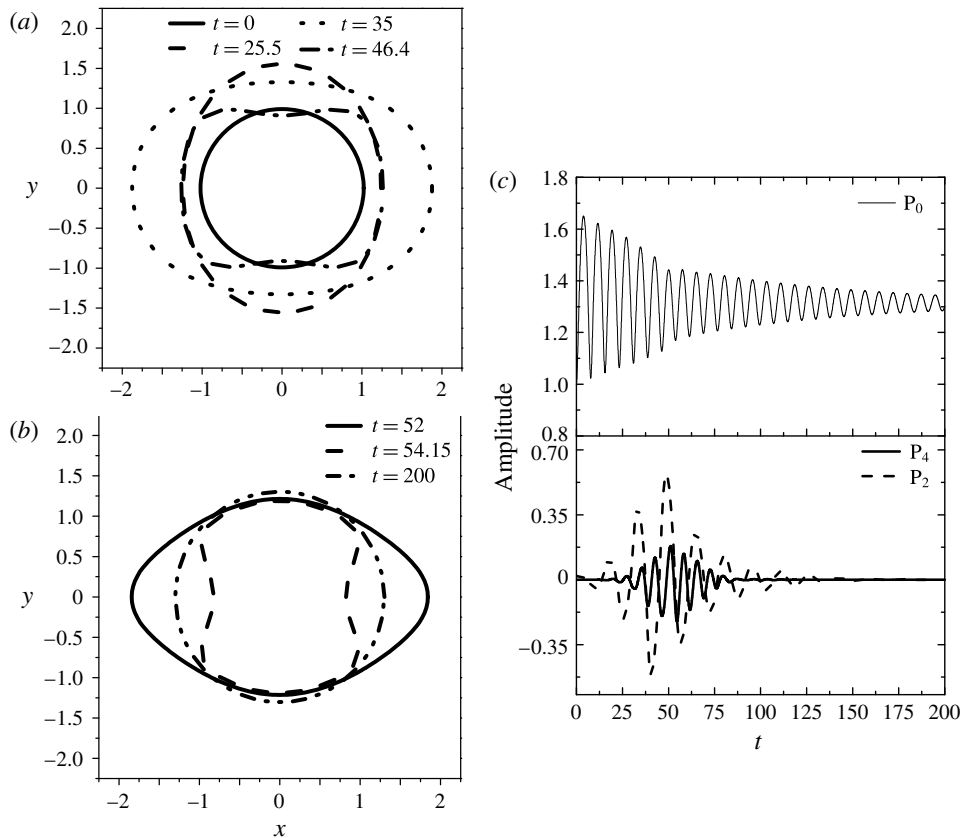 (a)
t = 0
t = 35
t = 25.5
t = 46.4
2.0
1.5
1.0
0.5
0
−0.5
−1.0
−1.5
−2.0
y
−2
−1
0
1
2
(b)
t = 52
t = 54.15
t = 200
2.0
1.5
1.0
0.5
0
−0.5
−1.0
−1.5
−2.0
y
−2
−1
0
1
2
x
(c)
1.8
1.6
1.4
1.2
1.0
0.8
P0
Amplitude
0.70
0.35
0
−0.35
P4
P2
0
25
50
75
100
125
150
175
200
t